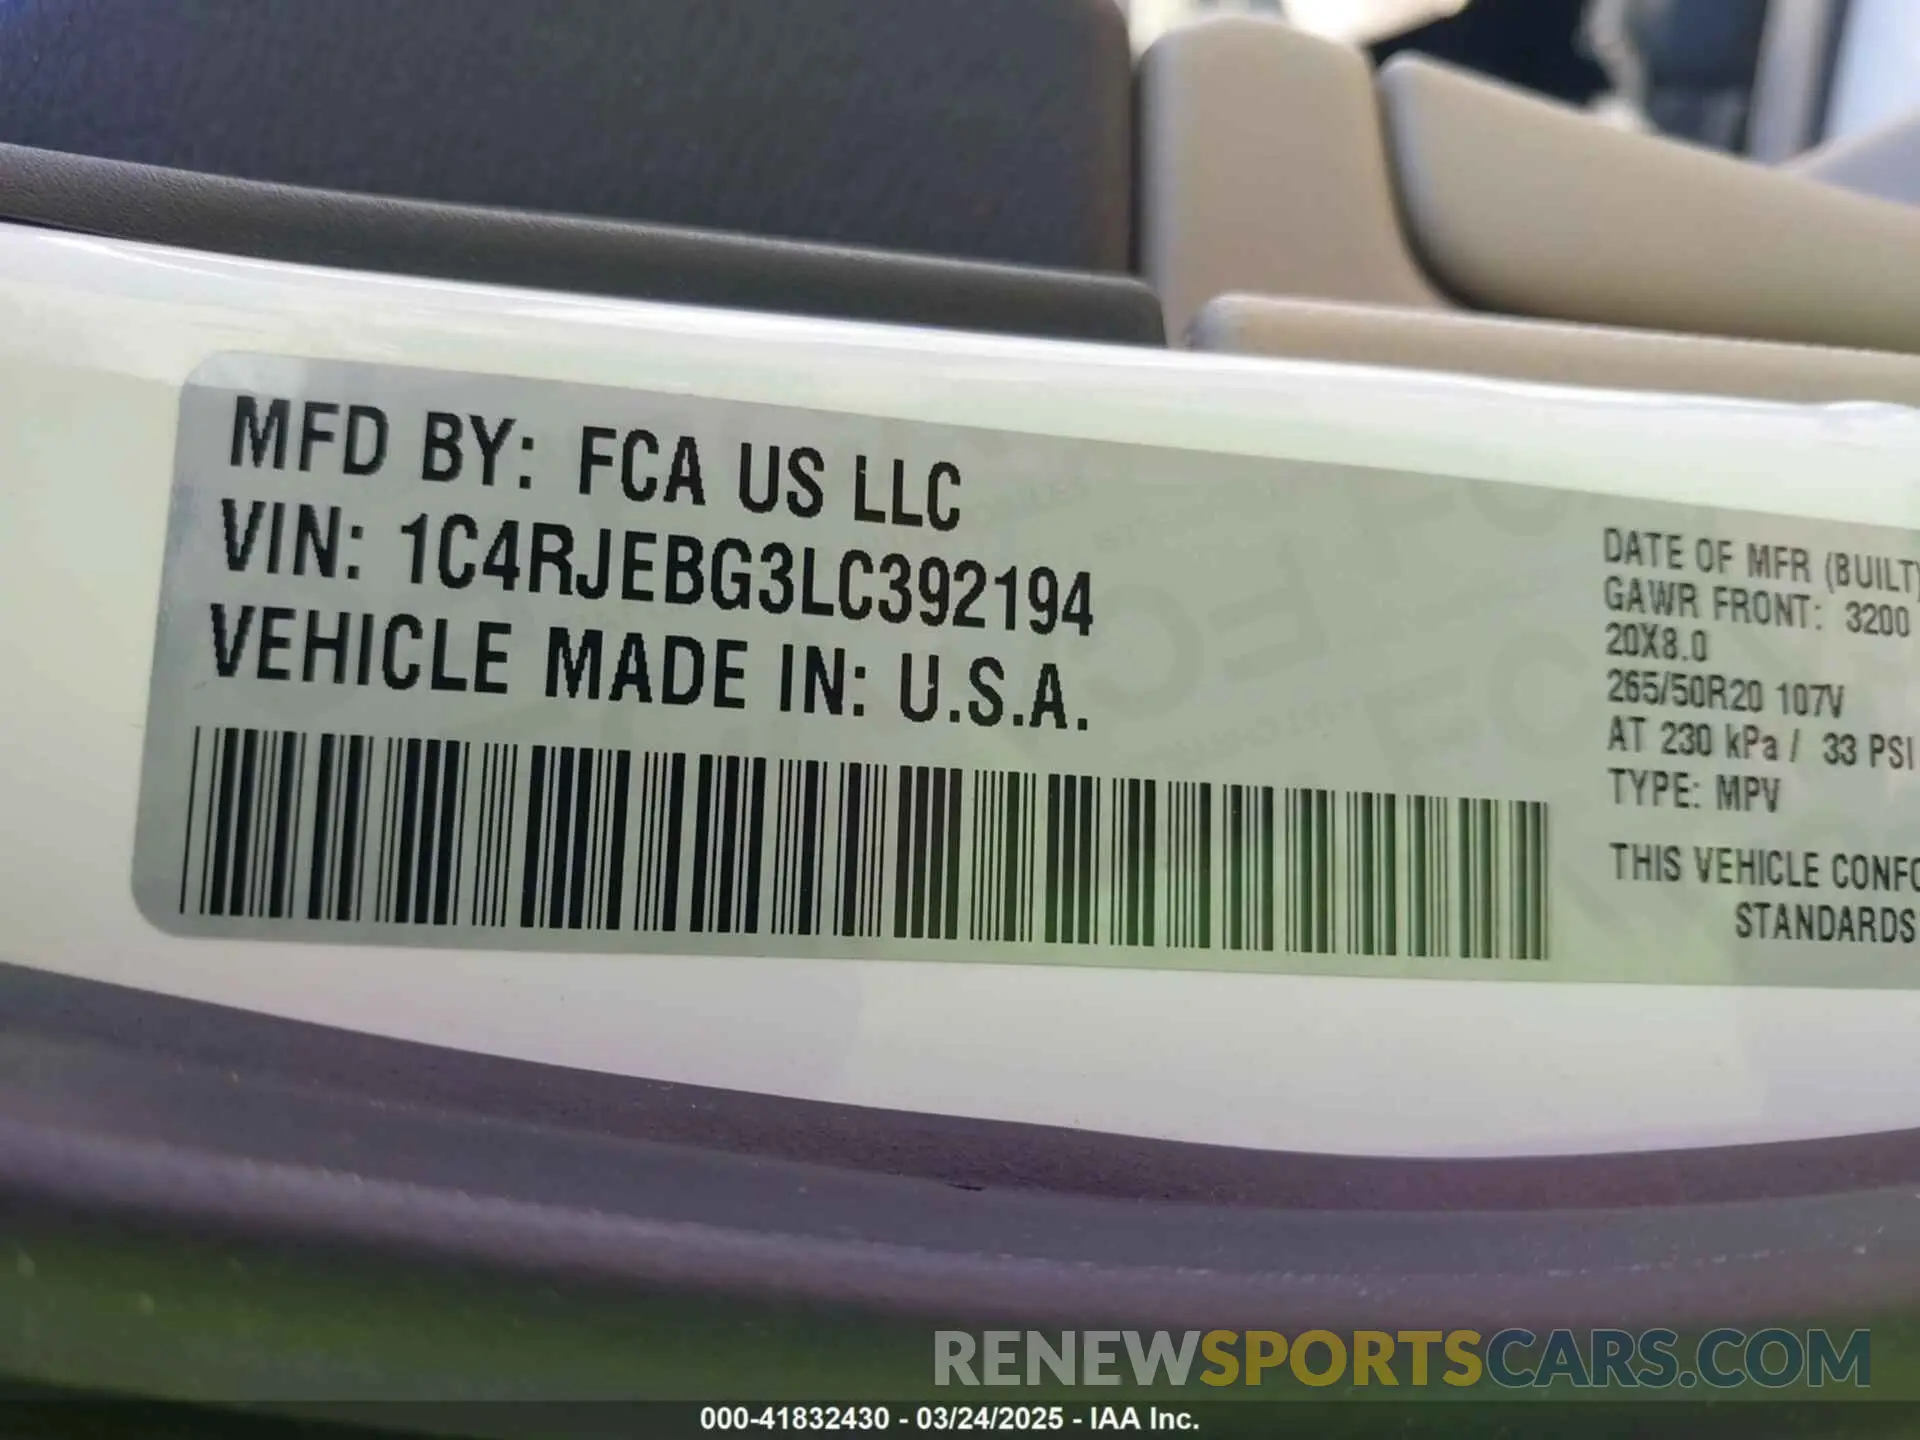 MFD BY: FCA US LLC
VIN: 1C4RJEBG3LC392194
VEHICLE MADE IN: U.S.A.
DATE OF MFR (BUILT)
GAWR FRONT: 3200
20X8.0
265/50R20 107V
AT 230 kPa / 33 PSI
TYPE: MPV
THIS VEHICLE CONFO
STANDARDS
RENEWSPORTSCARS.COM
000-41832430 - 03/24/2025 - IAA Inc.